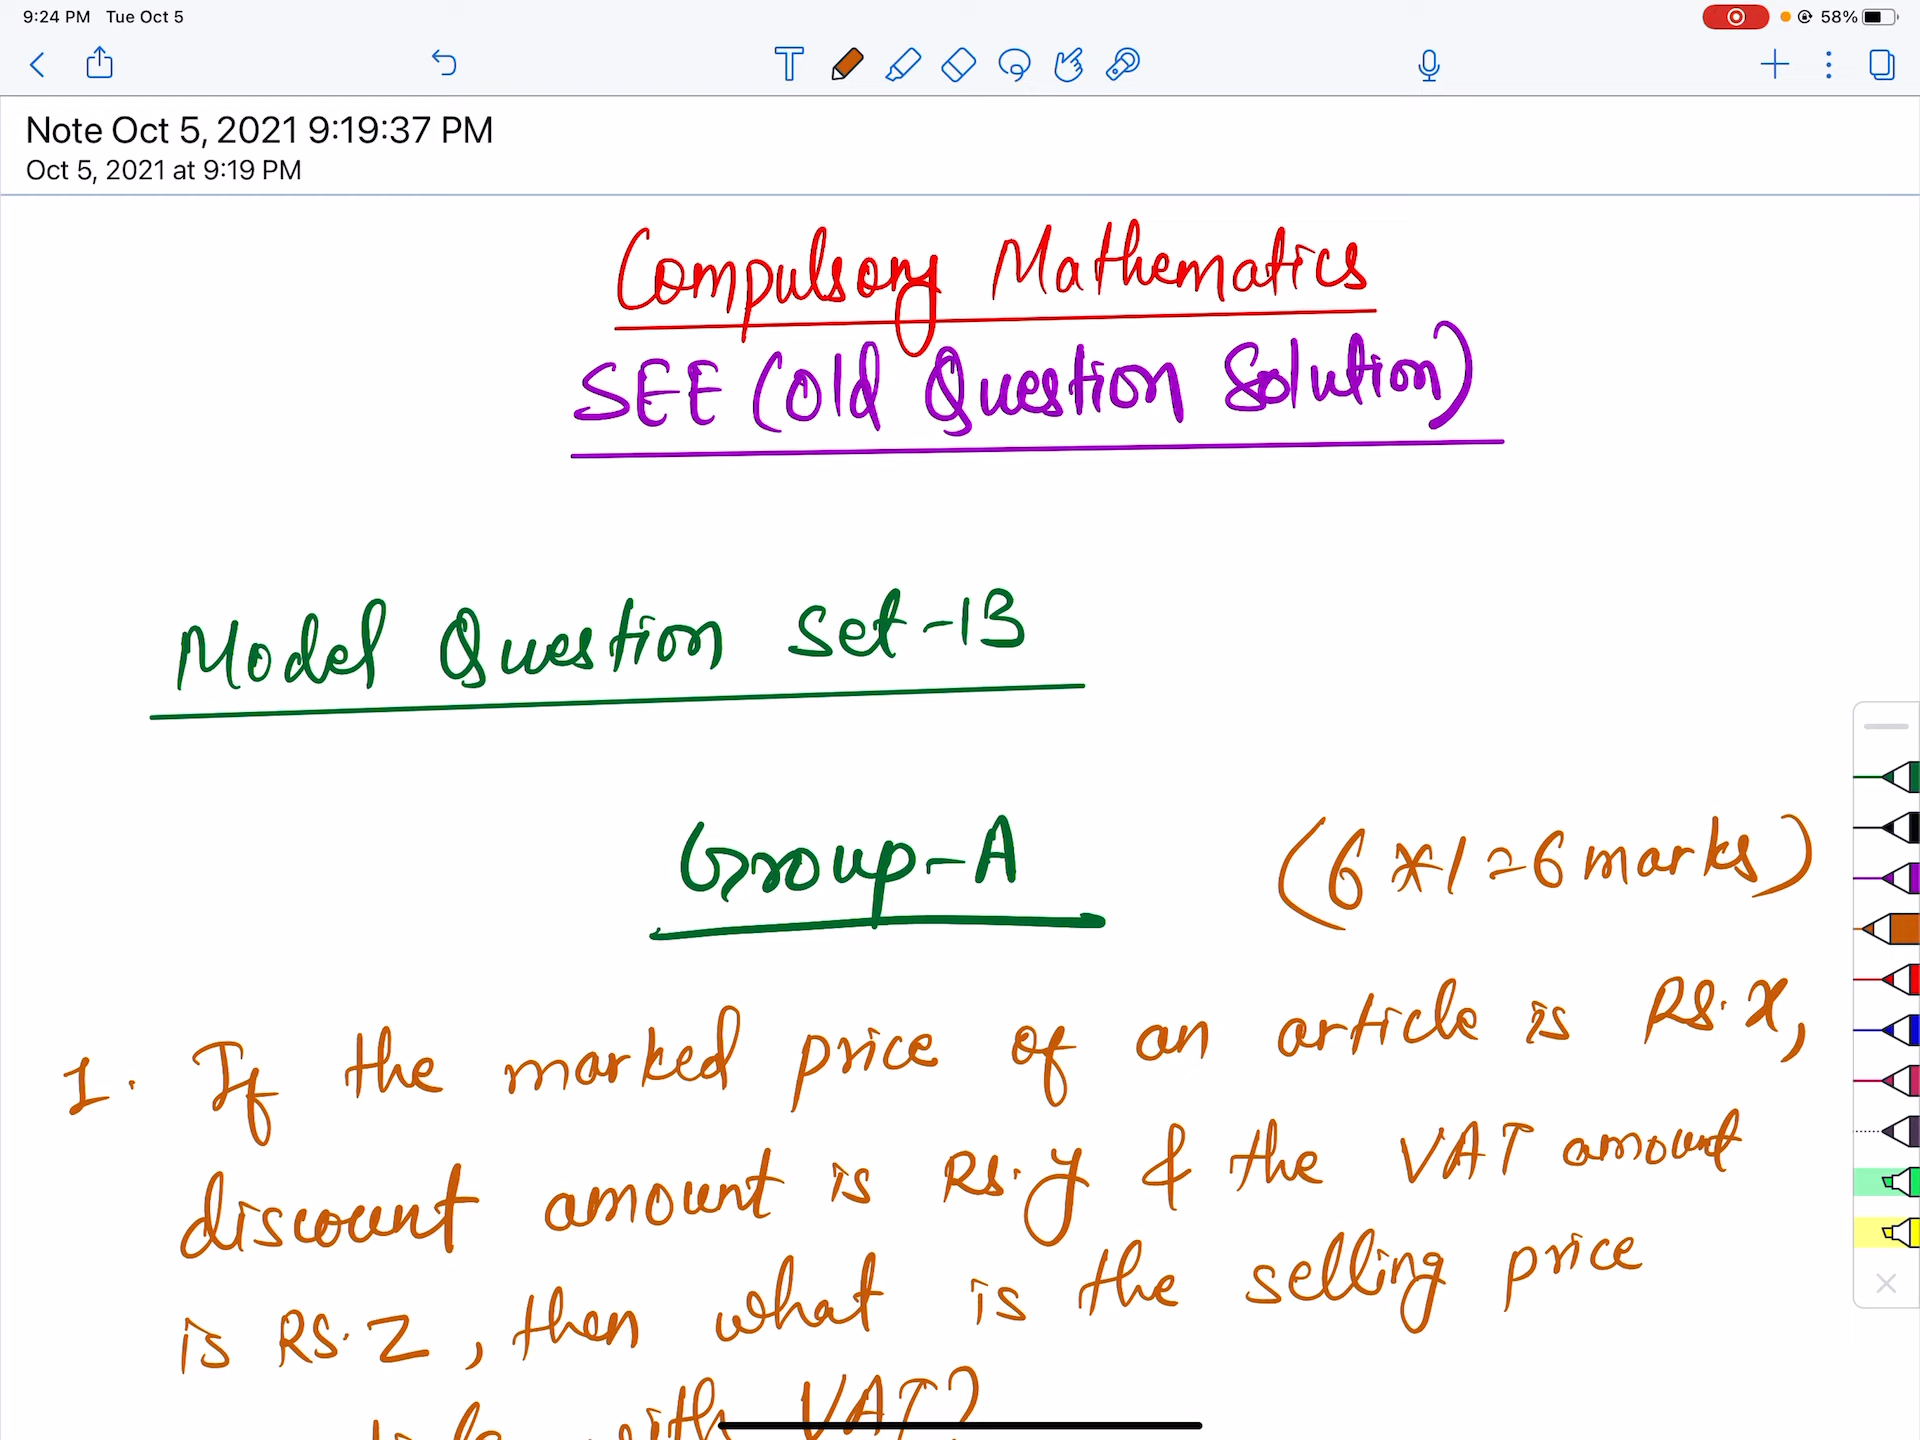 9:24 PM Tue Oct 5
58%
Note Oct 5, 2021 9:19:37 PM
Oct 5, 2021 at 9:19 PM
Compulsory Mathematics
SEE (Old Question Solution)
Model Question Set-13
Group-A (6*1=6 marks)
1. If the marked price of an article is RS. x,
discount amount is RS. y & the VAT amount
is RS. Z, then what is the selling price
with VAT?